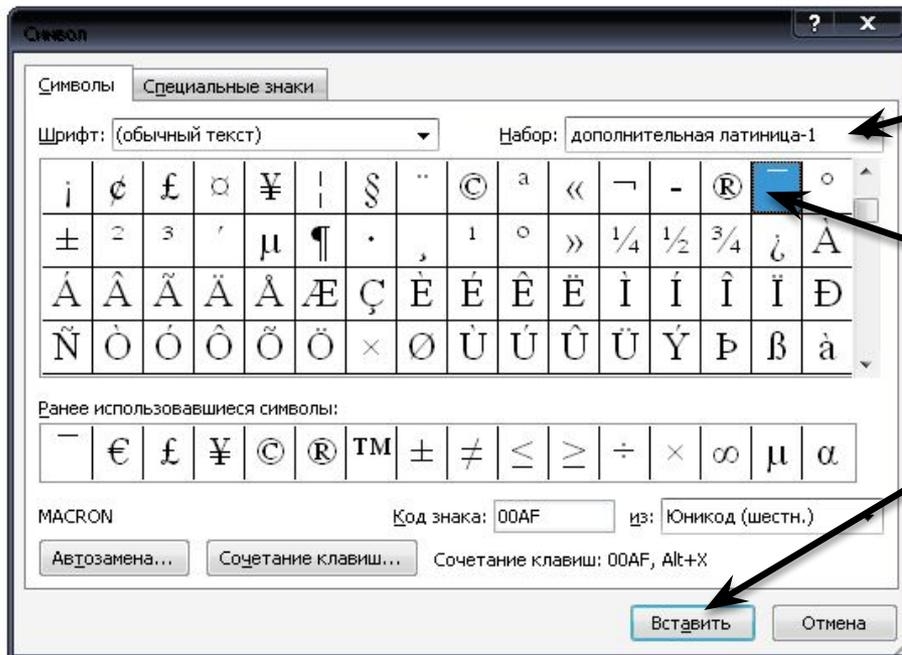 Символ
? x
Символы Специальные знаки
Шрифт: (обычный текст) Набор: дополнительная латиница-1
¡ ¢ £ ¤ ¥ ¦ § ¨ © ª « ¬ - ® ¯ °
± ² ³ ´ µ ¶ · ¸ ¹ º » ¼ ½ ¾ ¿ À
Á Â Ã Ä Å Æ Ç È É Ê Ë Ì Í Î Ï Ð
Ñ Ò Ó Ô Õ Ö × Ø Ù Ú Û Ü Ý Þ ß à
Ранее использовавшиеся символы:
¯ € £ ¥ © ® ™ ± ≠ ≤ ≥ ÷ × ∞ µ α
MACRON Код знака: 00AF из: Юникод (шестн.)
Автозамена... Сочетание клавиш... Сочетание клавиш: 00AF, Alt+X
Вставить Отмена